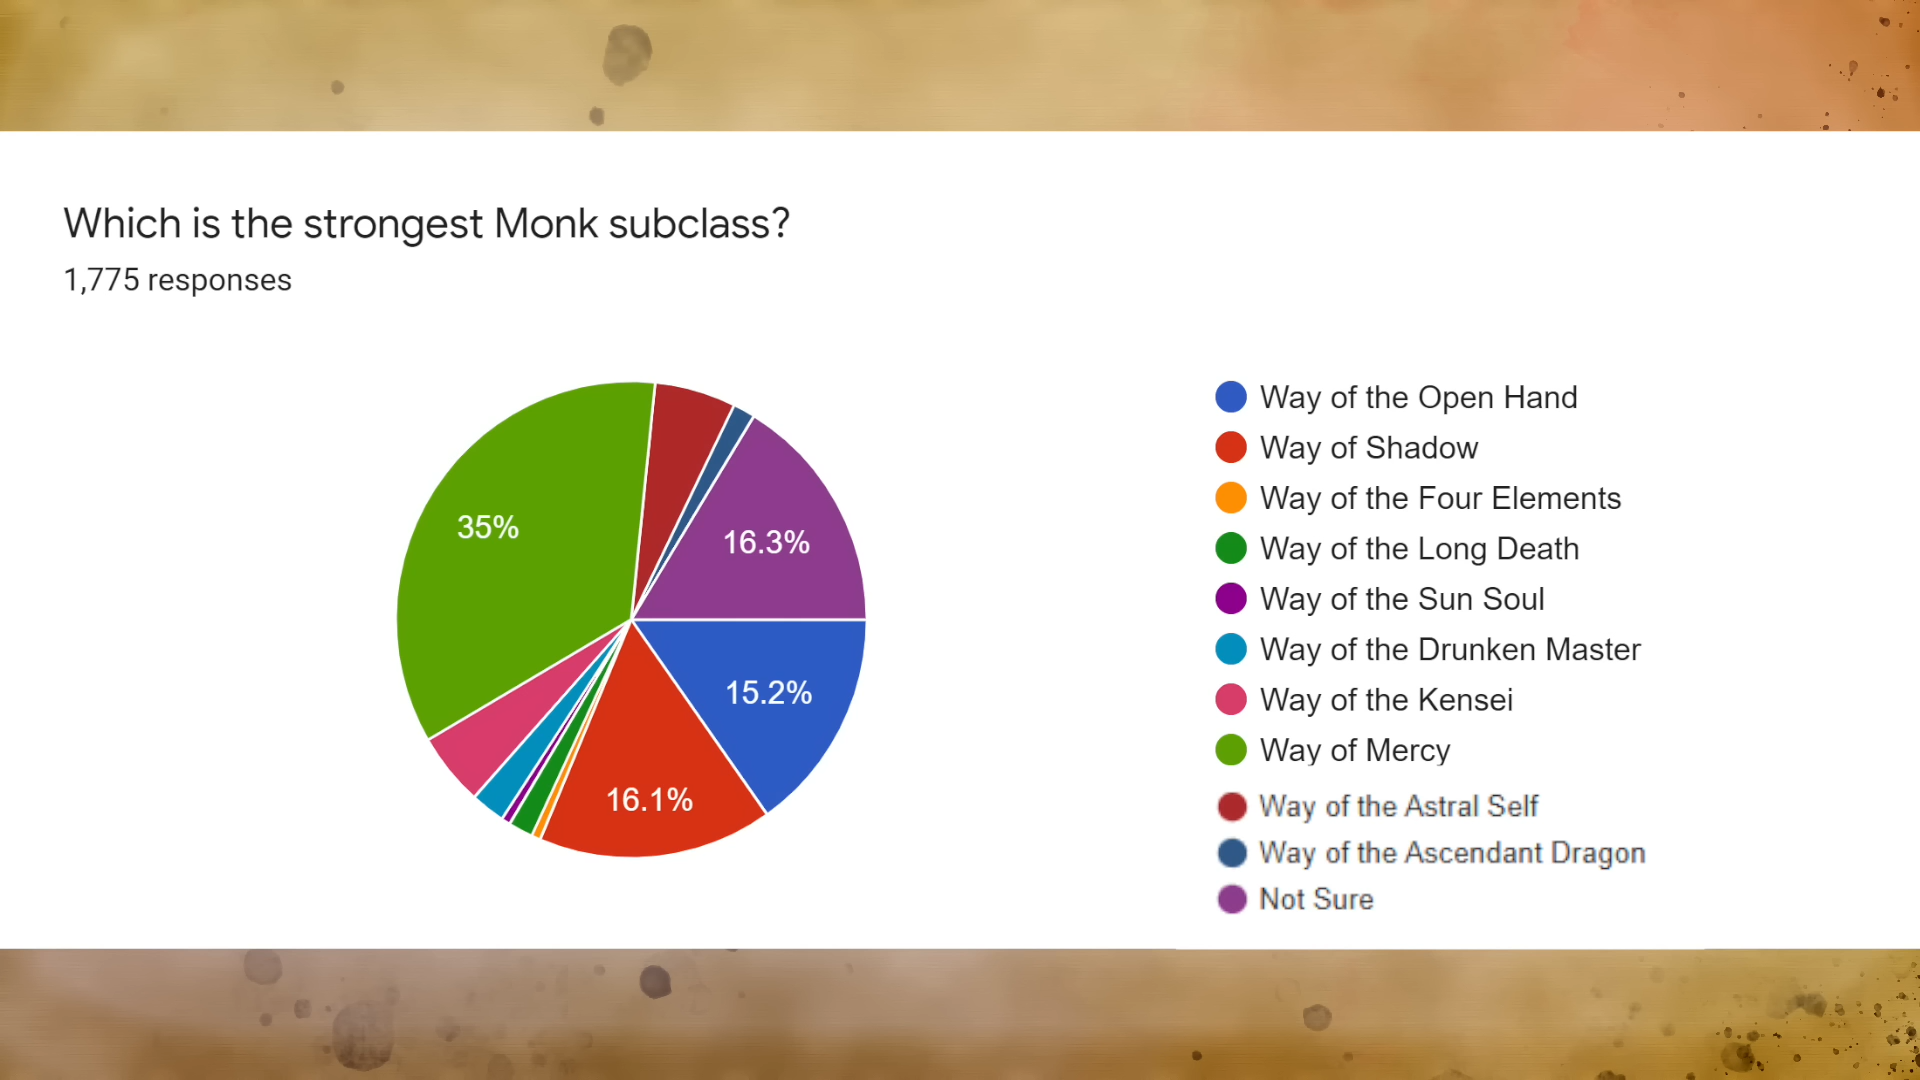 Which is the strongest Monk subclass?
1,775 responses
35%
16.3%
15.2%
16.1%
Way of the Open Hand
Way of Shadow
Way of the Four Elements
Way of the Long Death
Way of the Sun Soul
Way of the Drunken Master
Way of the Kensei
Way of Mercy
Way of the Astral Self
Way of the Ascendant Dragon
Not Sure